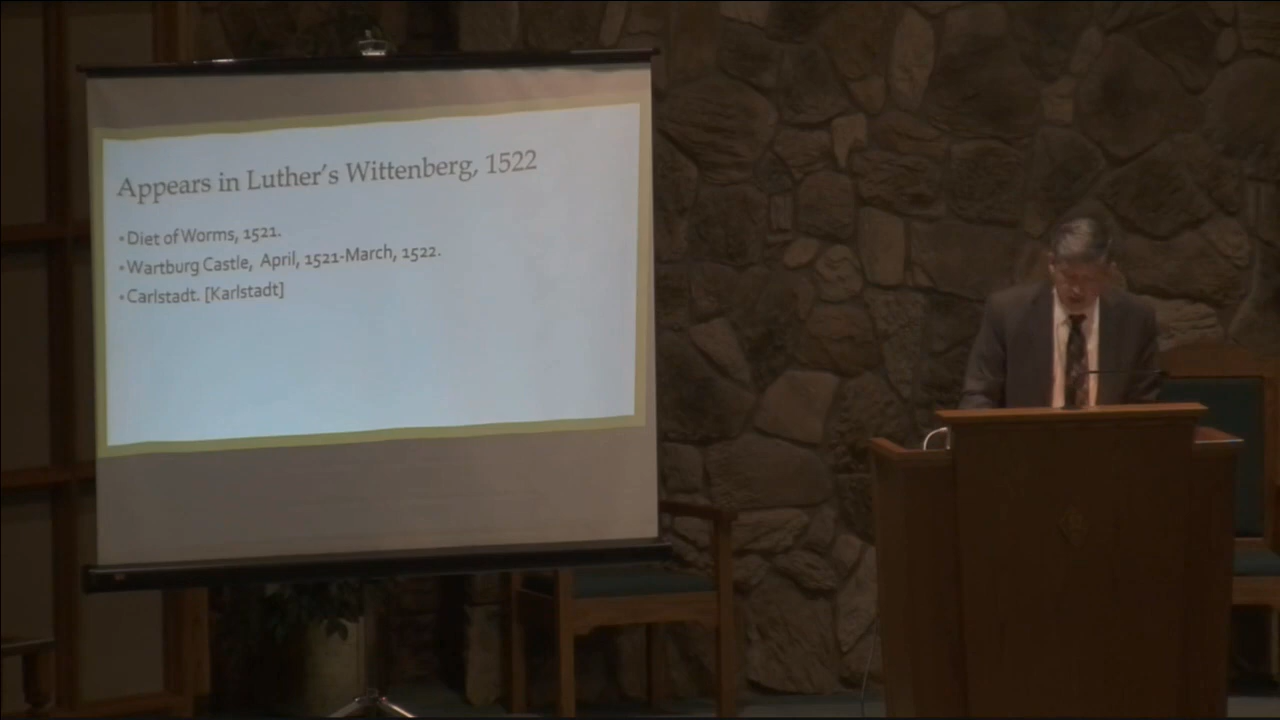 Appears in Luther's Wittenberg, 1522
•Diet of Worms, 1521.
•Wartburg Castle, April, 1521-March, 1522.
•Carlstadt. [Karlstadt]